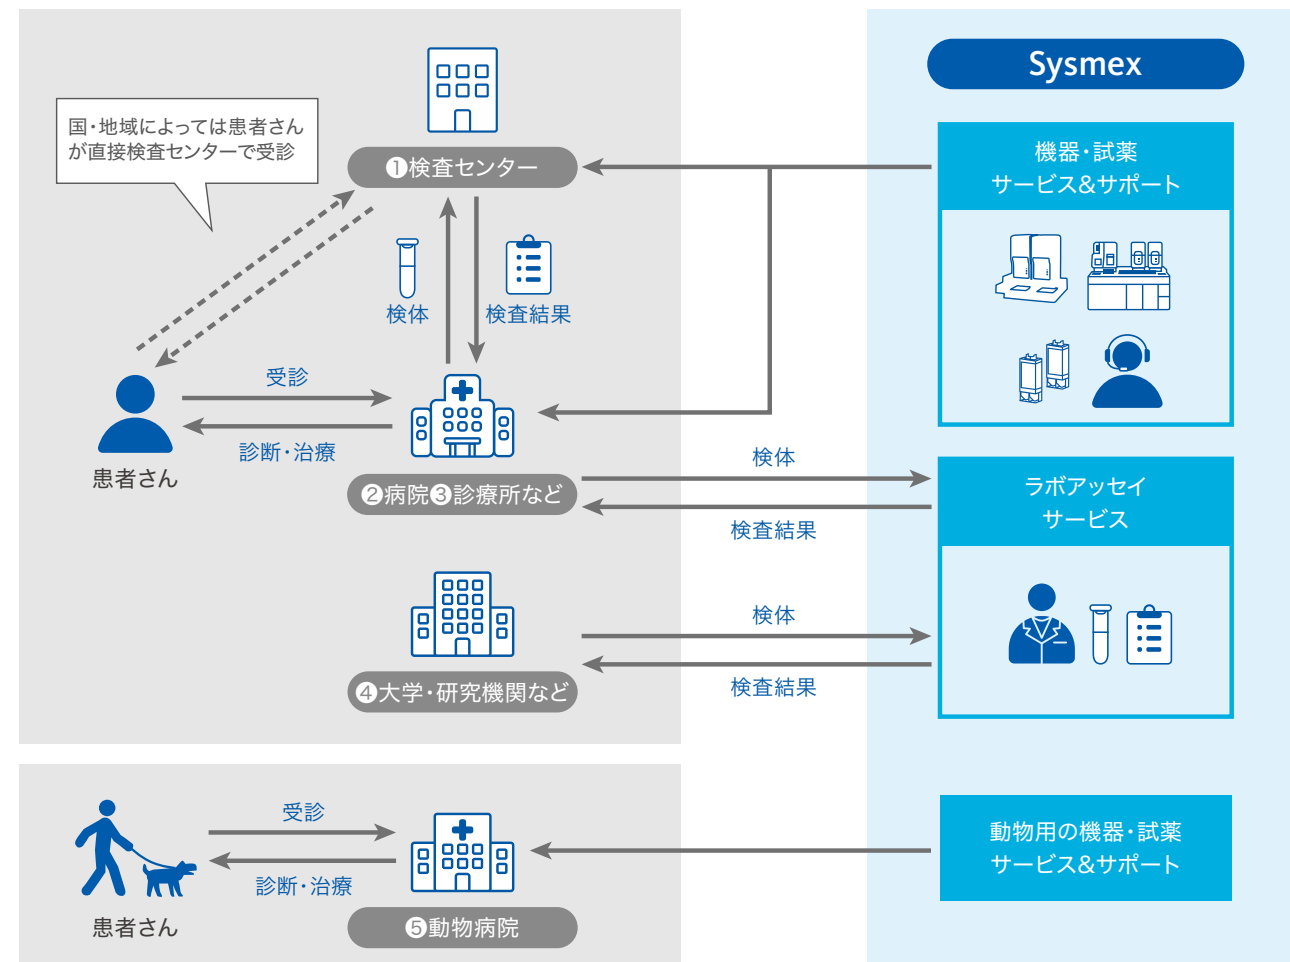 Sysmex
国・地域によっては患者さん
が直接検査センターで受診
❶検査センター
機器・試薬
サービス&サポート
検体
検査結果
受診
診断・治療
患者さん
❷病院❸診療所など
検体
検査結果
ラボアッセイ
サービス
検体
検査結果
❹大学・研究機関など
受診
診断・治療
患者さん
❺動物病院
動物用の機器・試薬
サービス&サポート